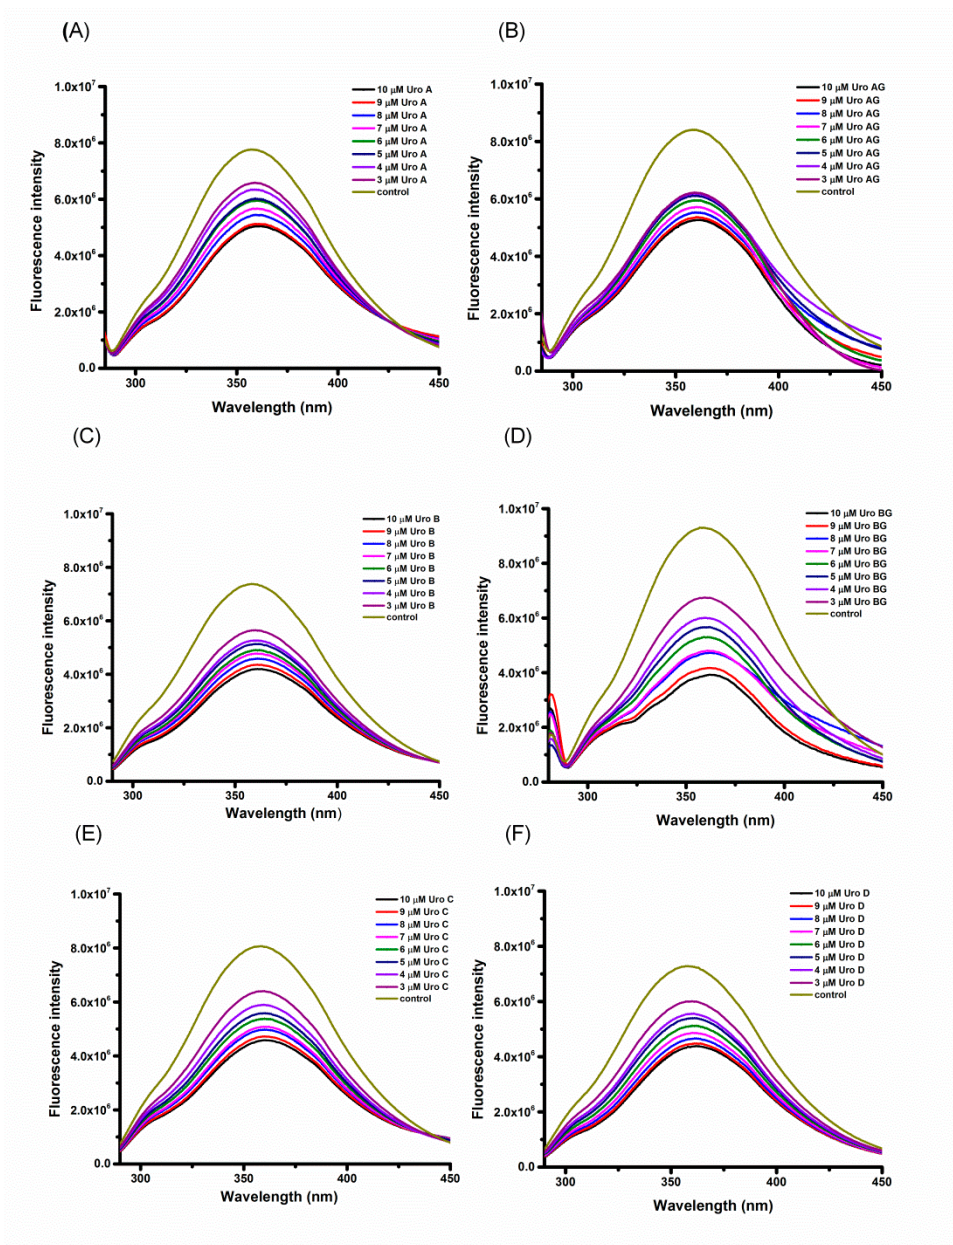 (A)
1.0x10⁷
8.0x10⁶
6.0x10⁶
4.0x10⁶
2.0x10⁶
0.0
Fluorescence intensity
300 350 400 450
Wavelength (nm)
10 μM Uro A
9 μM Uro A
8 μM Uro A
7 μM Uro A
6 μM Uro A
5 μM Uro A
4 μM Uro A
3 μM Uro A
control
(B)
1.0x10⁷
8.0x10⁶
6.0x10⁶
4.0x10⁶
2.0x10⁶
0.0
Fluorescence intensity
300 350 400 450
Wavelength (nm)
10 μM Uro AG
9 μM Uro AG
8 μM Uro AG
7 μM Uro AG
6 μM Uro AG
5 μM Uro AG
4 μM Uro AG
3 μM Uro AG
control
(C)
1.0x10⁷
8.0x10⁶
6.0x10⁶
4.0x10⁶
2.0x10⁶
0.0
Fluorescence intensity
300 350 400 450
Wavelength (nm)
10 μM Uro B
9 μM Uro B
8 μM Uro B
7 μM Uro B
6 μM Uro B
5 μM Uro B
4 μM Uro B
3 μM Uro B
control
(D)
1.0x10⁷
8.0x10⁶
6.0x10⁶
4.0x10⁶
2.0x10⁶
0.0
Fluorescence intensity
300 350 400 450
Wavelength (nm)
10 μM Uro BG
9 μM Uro BG
8 μM Uro BG
7 μM Uro BG
6 μM Uro BG
5 μM Uro BG
4 μM Uro BG
3 μM Uro BG
control
(E)
1.0x10⁷
8.0x10⁶
6.0x10⁶
4.0x10⁶
2.0x10⁶
0.0
Fluorescence intensity
300 350 400 450
Wavelength (nm)
10 μM Uro C
9 μM Uro C
8 μM Uro C
7 μM Uro C
6 μM Uro C
5 μM Uro C
4 μM Uro C
3 μM Uro C
control
(F)
1.0x10⁷
8.0x10⁶
6.0x10⁶
4.0x10⁶
2.0x10⁶
0.0
Fluorescence intensity
300 350 400 450
Wavelength (nm)
10 μM Uro D
9 μM Uro D
8 μM Uro D
7 μM Uro D
6 μM Uro D
5 μM Uro D
4 μM Uro D
3 μM Uro D
control